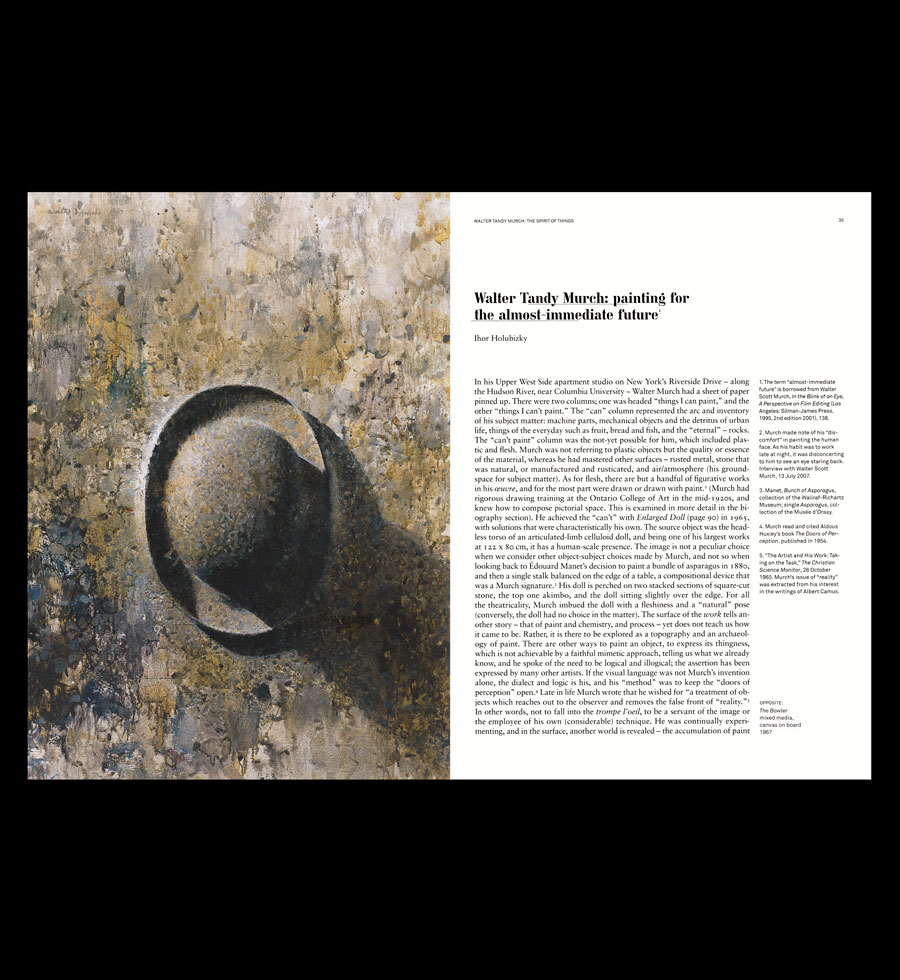 WALTER TANDY MURCH: THE SPIRIT OF THINGS
35
Walter Tandy Murch: painting for
the almost-immediate future¹
Ihor Holubizky
In his Upper West Side apartment studio on New York's Riverside Drive – along
the Hudson River, near Columbia University – Walter Murch had a sheet of paper
pinned up. There were two columns; one was headed “things I can paint,” and the
other “things I can't paint.” The “can” column represented the arc and inventory
of his subject matter: machine parts, mechanical objects and the detritus of urban
life, things of the everyday such as fruit, bread and fish, and the “eternal” – rocks.
The “can't paint” column was the not-yet possible for him, which included plas-
tic and flesh. Murch was not referring to plastic objects but the quality or essence
of the material, whereas he had mastered other surfaces – rusted metal, stone that
was natural, or manufactured and rusticated, and air/atmosphere (his ground-
space for subject matter). As for flesh, there are but a handful of figurative works
in his œuvre, and for the most part were drawn or drawn with paint.² (Murch had
rigorous drawing training at the Ontario College of Art in the mid-1920s, and
knew how to compose pictorial space. This is examined in more detail in the bi-
ography section). He achieved the “can't” with Enlarged Doll (page 90) in 1965,
with solutions that were characteristically his own. The source object was the head-
less torso of an articulated-limb celluloid doll, and being one of his largest works
at 122 x 80 cm, it has a human-scale presence. The image is not a peculiar choice
when we consider other object-subject choices made by Murch, and not so when
looking back to Édouard Manet's decision to paint a bundle of asparagus in 1880,
and then a single stalk balanced on the edge of a table, a compositional device that
was a Murch signature.³ His doll is perched on two stacked sections of square-cut
stone, the top one akimbo, and the doll sitting slightly over the edge. For all
the theatricality, Murch imbued the doll with a fleshiness and a “natural” pose
(conversely, the doll had no choice in the matter). The surface of the work tells an-
other story – that of paint and chemistry, and process – yet does not teach us how
it came to be. Rather, it is there to be explored as a topography and an archaeol-
ogy of paint. There are other ways to paint an object, to express its thingness,
which is not achievable by a faithful mimetic approach, telling us what we already
know, and he spoke of the need to be logical and illogical; the assertion has been
expressed by many other artists. If the visual language was not Murch's invention
alone, the dialect and logic is his, and his “method” was to keep the “doors of
perception” open.⁴ Late in life Murch wrote that he wished for “a treatment of ob-
jects which reaches out to the observer and removes the false front of “reality.”⁵
In other words, not to fall into the trompe l'oeil, to be a servant of the image or
the employee of his own (considerable) technique. He was continually experi-
menting, and in the surface, another world is revealed – the accumulation of paint
1. The term “almost-immediate
future” is borrowed from Walter
Scott Murch, In the Blink of an Eye,
A Perspective on Film Editing (Los
Angeles: Silman-James Press,
1995, 2nd edition 2001), 138.
2. Murch made note of his “dis-
comfort” in painting the human
face. As his habit was to work
late at night, it was disconcerting
to him to see an eye staring back.
Interview with Walter Scott
Murch, 13 July 2007.
3. Manet, Bunch of Asparagus,
collection of the Wallraf-Richartz
Museum; single Asparagus, col-
lection of the Musée d'Orsay.
4. Murch read and cited Aldous
Huxley's book The Doors of Per-
ception, published in 1954.
5. “The Artist and His Work: Tak-
ing on the Task,” The Christian
Science Monitor, 26 October
1965. Murch's issue of “reality”
was extracted from his interest
in the writings of Albert Camus.
OPPOSITE:
The Bowler
mixed media,
canvas on board
1967